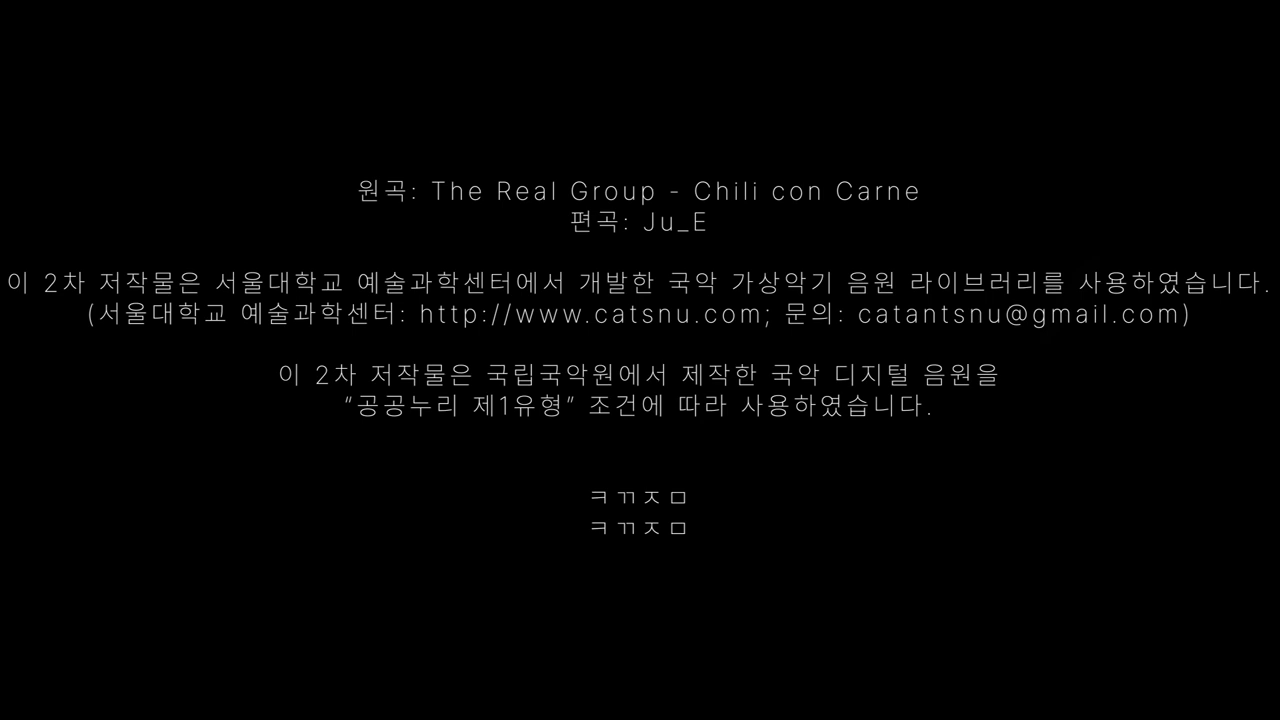 원곡: The Real Group - Chili con Carne
편곡: Ju_E
이 2차 저작물은 서울대학교 예술과학센터에서 개발한 국악 가상악기 음원 라이브러리를 사용하였습니다.
(서울대학교 예술과학센터: http://www.catsnu.com; 문의: catantsnu@gmail.com)
이 2차 저작물은 국립국악원에서 제작한 국악 디지털 음원을
“공공누리 제1유형” 조건에 따라 사용하였습니다.
ㅋㄲㅈㅁ
ㅋㄲㅈㅁ